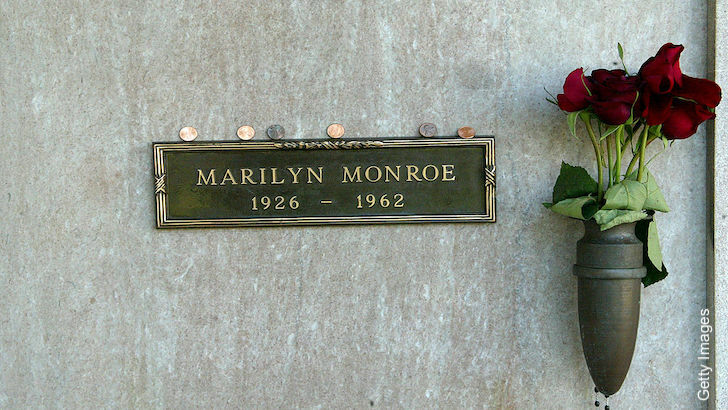 MARILYN MONROE
1926 – 1962
Getty Images